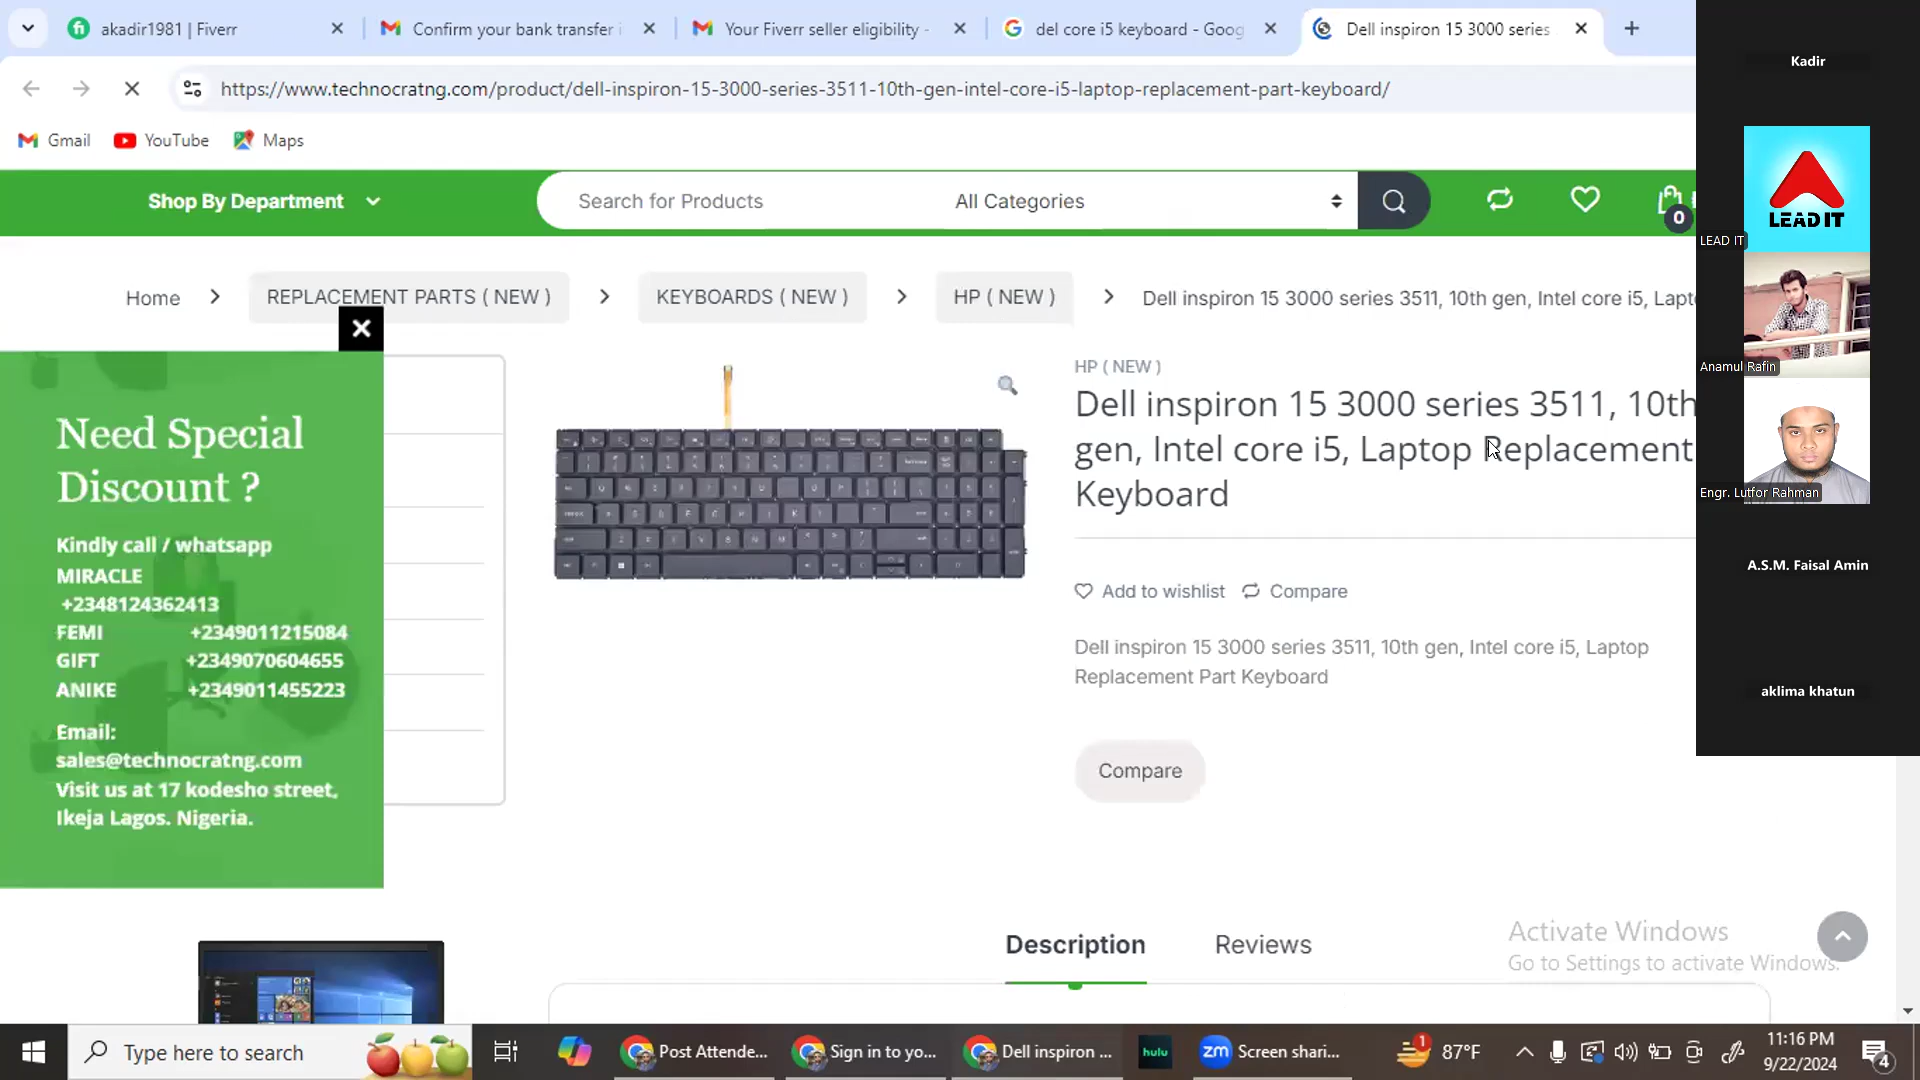 akadir1981 | Fiverr
Confirm your bank transfer i
Your Fiverr seller eligibility -
del core i5 keyboard - Goog
Dell inspiron 15 3000 series
https://www.technocratng.com/product/dell-inspiron-15-3000-series-3511-10th-gen-intel-core-i5-laptop-replacement-part-keyboard/
Gmail
YouTube
Maps
Shop By Department
Search for Products
All Categories
0
Home
REPLACEMENT PARTS ( NEW )
KEYBOARDS ( NEW )
HP ( NEW )
Dell inspiron 15 3000 series 3511, 10th gen, Intel core i5, Lapt
Need Special
Discount ?
Kindly call / whatsapp
MIRACLE
+2348124362413
FEMI +2349011215084
GIFT +2349070604655
ANIKE +2349011455223
Email:
sales@technocratng.com
Visit us at 17 kodesho street,
Ikeja Lagos. Nigeria.
HP ( NEW )
Dell inspiron 15 3000 series 3511, 10th
gen, Intel core i5, Laptop Replacement
Keyboard
Add to wishlist
Compare
Dell inspiron 15 3000 series 3511, 10th gen, Intel core i5, Laptop
Replacement Part Keyboard
Compare
Description
Reviews
Activate Windows
Go to Settings to activate Windows.
Kadir
LEAD IT
LEAD IT
Anamul Rafin
Engr. Lutfor Rahman
A.S.M. Faisal Amin
aklima khatun
Type here to search
Post Attende...
Sign in to yo...
Dell inspiron ...
hulu
zm
Screen shari...
1
87°F
11:16 PM
9/22/2024
4